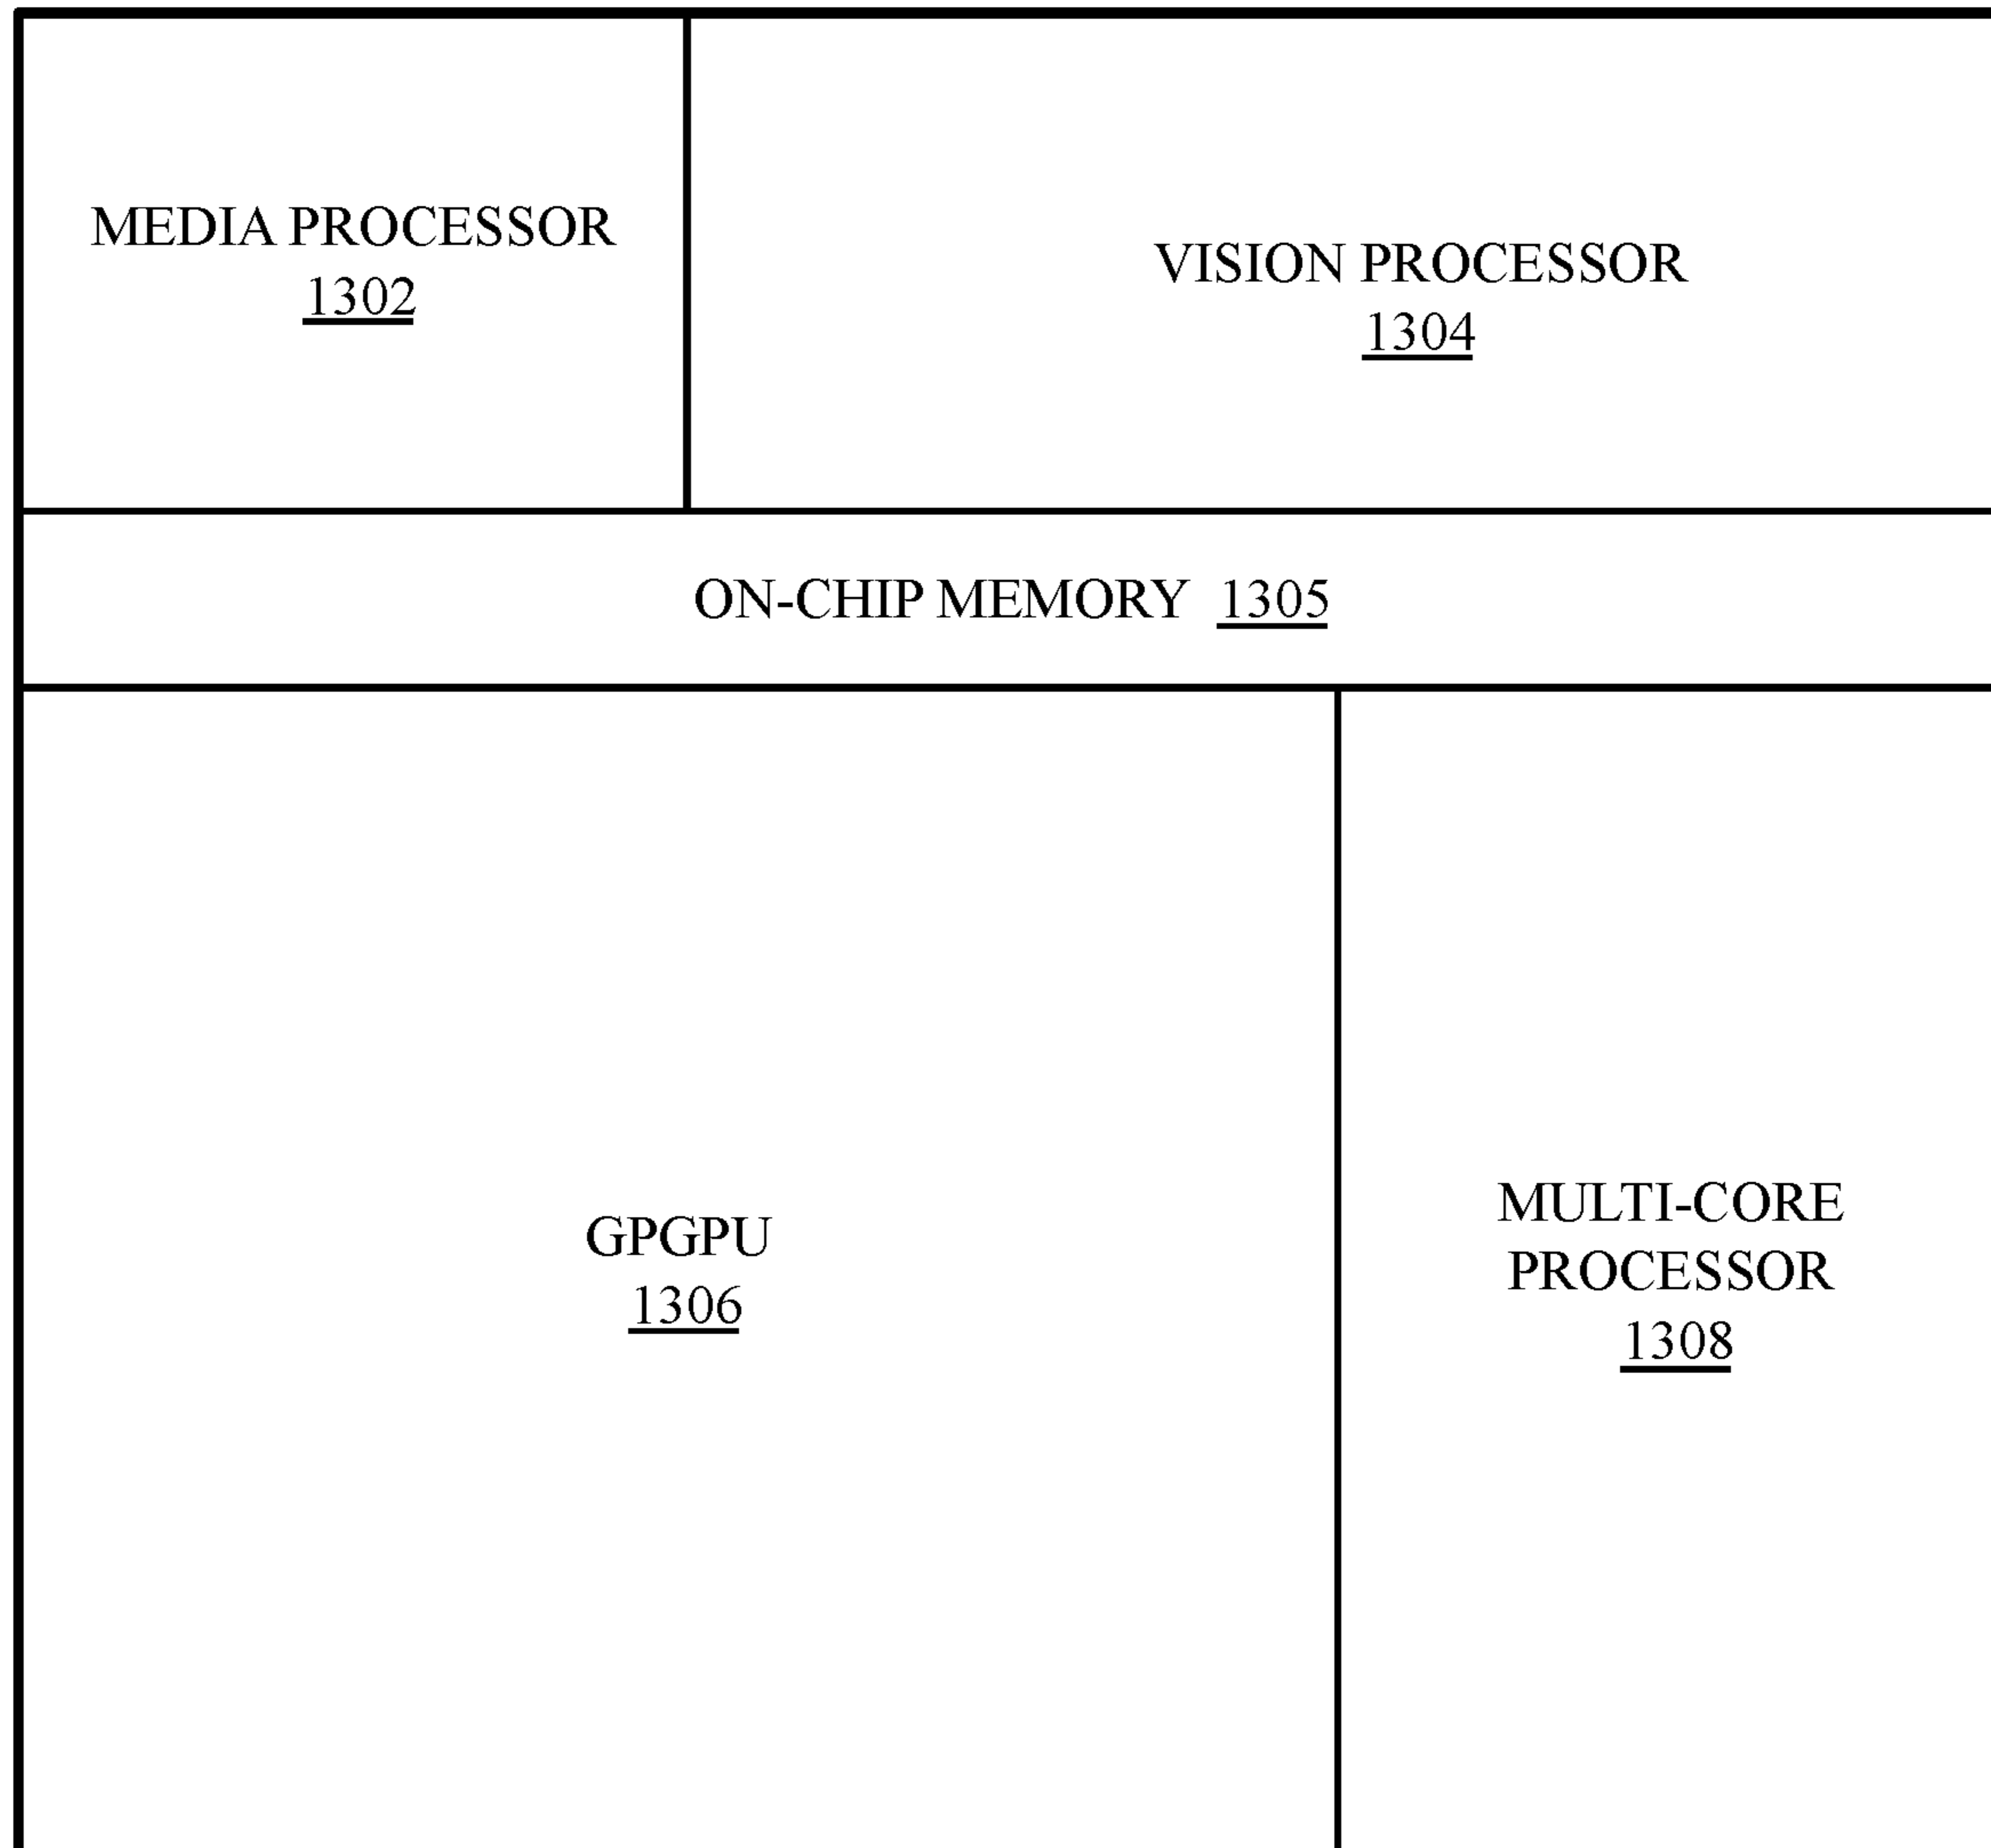 MEDIA PROCESSOR
1302
VISION PROCESSOR
1304
ON-CHIP MEMORY 1305
GPGPU
1306
MULTI-CORE
PROCESSOR
1308